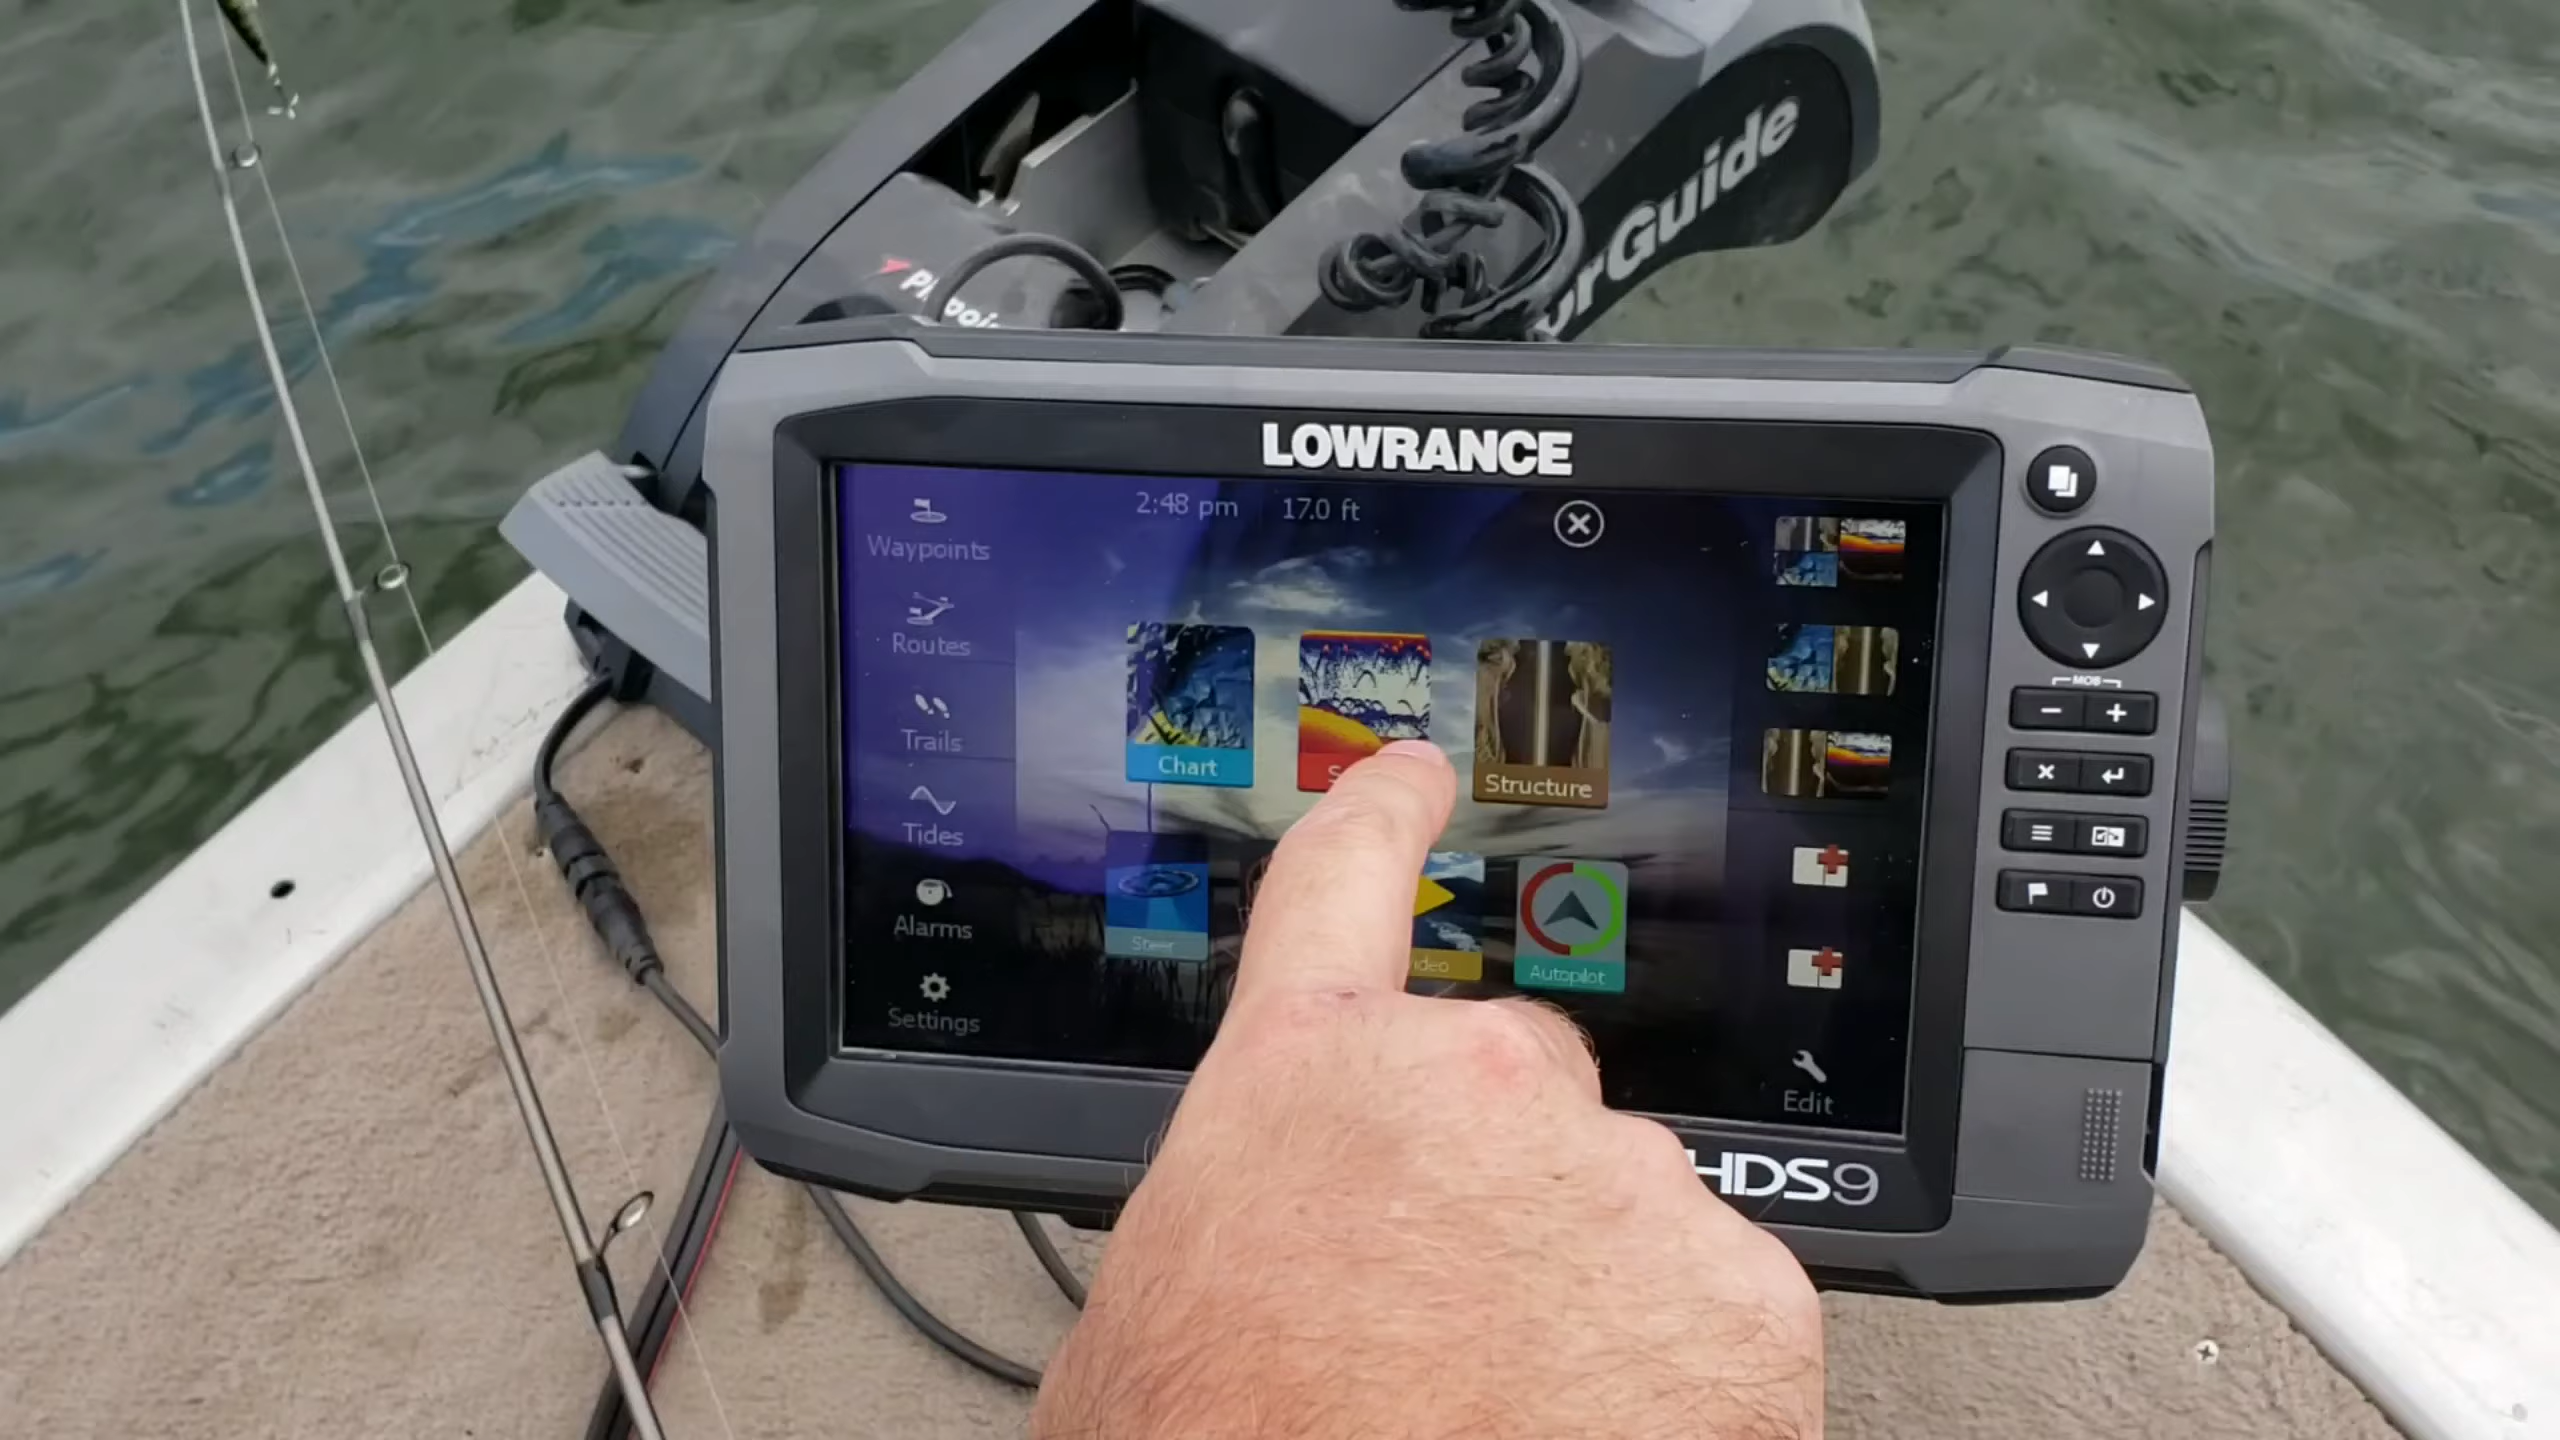 LOWRANCE
2:48 pm 17.0 ft
Waypoints
Routes
Trails
Tides
Alarms
Settings
Chart
Structure
Steer
Autopilot
Edit
MOB
HDS9